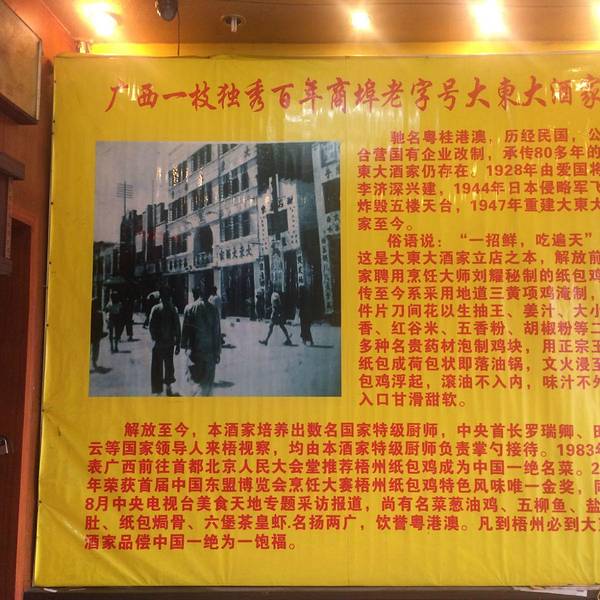 广西一枝独秀百年商埠老字号大東大酒家
驰名粤桂港澳，历经民国，公
合营国有企业改制，承传80多年的
東大酒家仍存在，1928年由爱国将
李济深兴建，1944年日本侵略军飞
炸毁五楼天台，1947年重建大東大
家至今。
俗语说：“一招鲜，吃遍天”
这是大東大酒家立店之本，解放前
家聘用烹饪大师刘耀秘制的纸包鸡
传至今系采用地道三黄项鸡淹制，
件片刀间花以生抽王、姜汁、大小
香、红谷米、五香粉、胡椒粉等二
多种名贵药材泡制鸡块，用正宗玉
纸包成荷包状即落油锅，文火浸至
包鸡浮起，滚油不入内，味汁不外
入口甘滑甜软。
解放至今，本酒家培养出数名国家特级厨师，中央首长罗瑞卿、田
云等国家领导人来梧视察，均由本酒家特级厨师负责掌勺接待。1983年
表广西前往首都北京人民大会堂推荐梧州纸包鸡成为中国一绝名菜。2
年荣获首届中国东盟博览会烹饪大赛梧州纸包鸡特色风味唯一金奖，同
8月中央电视台美食天地专题采访报道，尚有名菜葱油鸡、五柳鱼、盐
肚、纸包焗骨、六堡茶皇虾.名扬两广，饮誉粤港澳。凡到梧州必到大東
酒家品偿中国一绝为一饱福。